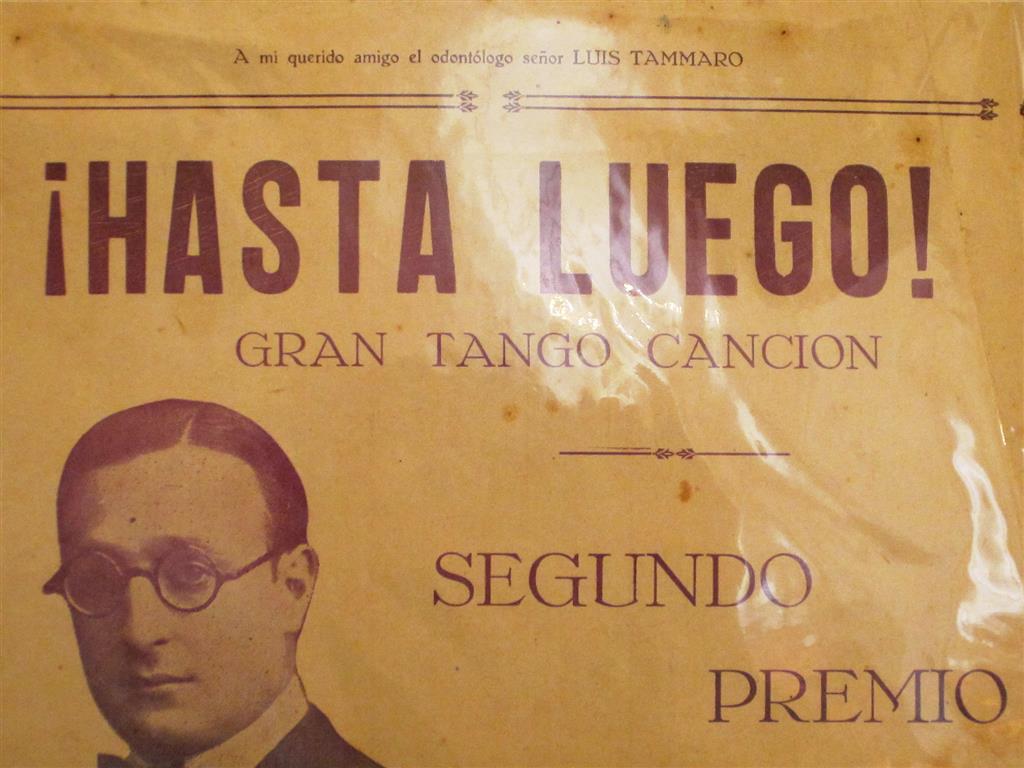 A mi querido amigo el odontólogo señor LUIS TAMMARO
¡HASTA LUEGO!
GRAN TANGO CANCION
SEGUNDO
PREMIO